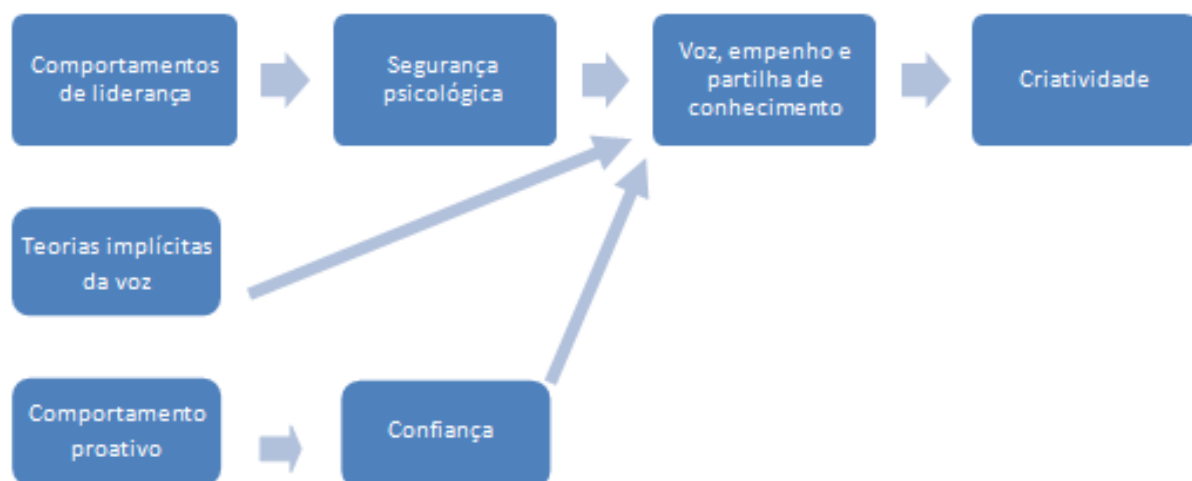 Comportamentos
de liderança
Segurança
psicológica
Voz, empenho e
partilha de
conhecimento
Criatividade
Teorias implícitas
da voz
Comportamento
proativo
Confiança